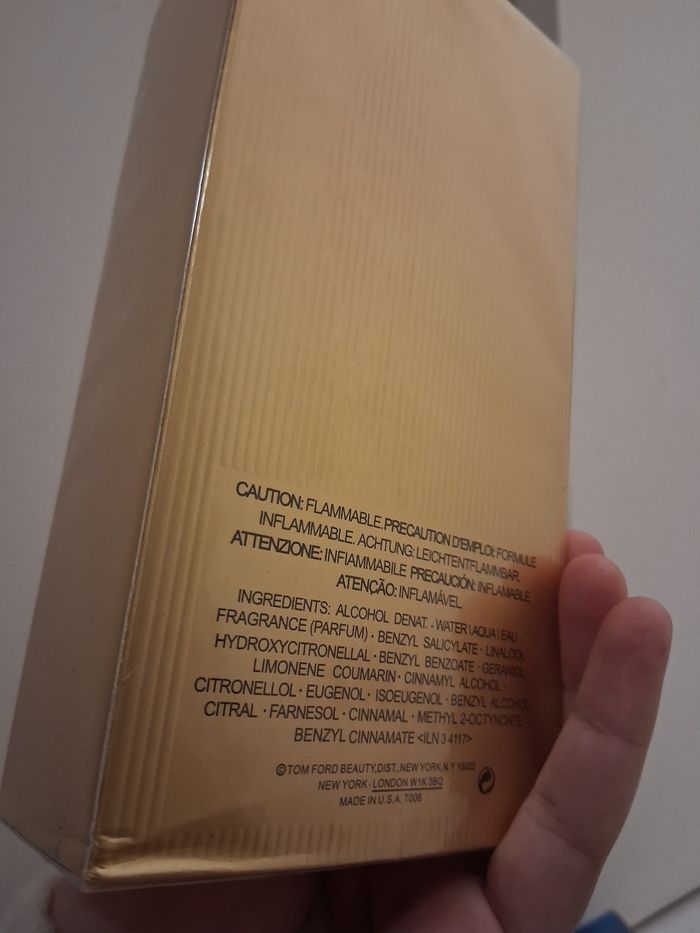 CAUTION: FLAMMABLE.PRECAUTION D'EMPLOI: FORMULE
INFLAMMABLE. ACHTUNG: LEICHTENTFLAMMBAR.
ATTENZIONE: INFIAMMABILE PRECAUCIÓN: INFLAMABLE.
ATENÇÃO: INFLAMÁVEL
INGREDIENTS: ALCOHOL DENAT. · WATER\AQUA\EAU ·
FRAGRANCE (PARFUM) · BENZYL SALICYLATE · LINALOOL
HYDROXYCITRONELLAL · BENZYL BENZOATE · GERANIOL
LIMONENE COUMARIN · CINNAMYL ALCOHOL ·
CITRONELLOL · EUGENOL · ISOEUGENOL · BENZYL ALCOHOL
CITRAL · FARNESOL · CINNAMAL · METHYL 2-OCTYNOATE ·
BENZYL CINNAMATE <ILN 3 4117>
©TOM FORD BEAUTY,DIST.,NEW YORK,N.Y 10022
NEW YORK · LONDON W1K 3BQ
MADE IN U.S.A. T006